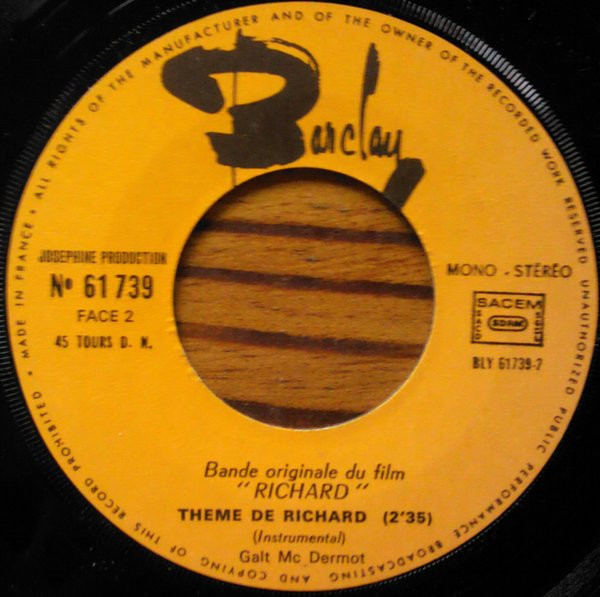 Barclay
MADE IN FRANCE • ALL RIGHTS OF THE MANUFACTURER AND OF THE OWNER OF THE RECORDED WORK RESERVED UNAUTHORIZED PUBLIC PERFORMANCE BROADCASTING AND COPYING OF THIS RECORD PROHIBITED •
JOSEPHINE PRODUCTION
Nº 61 739
FACE 2
45 TOURS D. N.
MONO - STÉRÉO
SACEM
SACD SDRM SGDL
BLY 61739-2
Bande originale du film
"RICHARD"
THEME DE RICHARD (2'35)
(Instrumental)
Galt Mc Dermot